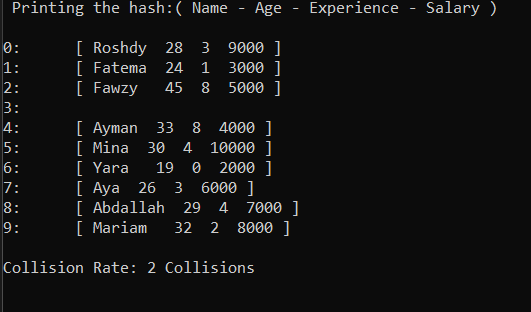 Printing the hash:( Name - Age - Experience - Salary )
0: [ Roshdy 28 3 9000 ]
1: [ Fatema 24 1 3000 ]
2: [ Fawzy 45 8 5000 ]
3:
4: [ Ayman 33 8 4000 ]
5: [ Mina 30 4 10000 ]
6: [ Yara 19 0 2000 ]
7: [ Aya 26 3 6000 ]
8: [ Abdallah 29 4 7000 ]
9: [ Mariam 32 2 8000 ]
Collision Rate: 2 Collisions